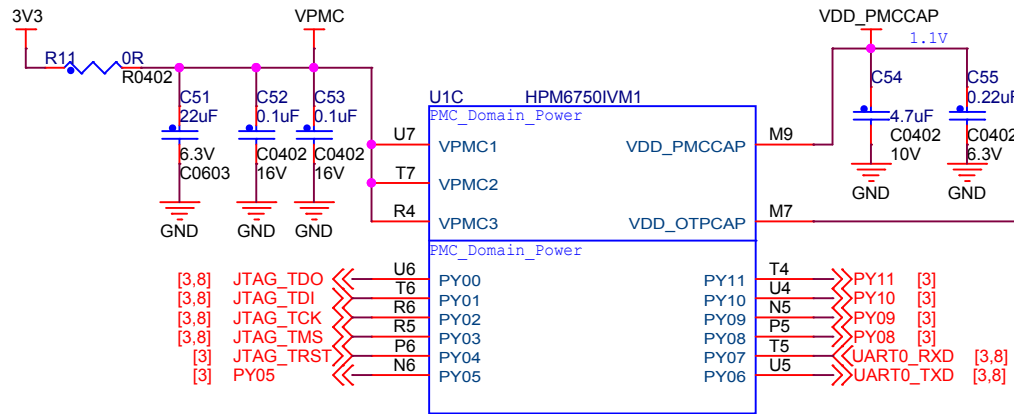 3V3
VPMC
VDD_PMCCAP
1.1V
R11
0R
R0402
C51
22uF
6.3V
C0603
C52
0.1uF
C0402
16V
C53
0.1uF
C0402
16V
C54
4.7uF
C0402
10V
C55
0.22uF
C0402
6.3V
GND
GND
GND
GND
GND
U1C HPM6750IVM1
PMC_Domain_Power
U7 VPMC1 VDD_PMCCAP M9
T7 VPMC2
R4 VPMC3 VDD_OTPCAP M7
PMC_Domain_Power
[3,8] JTAG_TDO U6 PY00 PY11 T4 PY11 [3]
[3,8] JTAG_TDI T6 PY01 PY10 U4 PY10 [3]
[3,8] JTAG_TCK R6 PY02 PY09 N5 PY09 [3]
[3,8] JTAG_TMS R5 PY03 PY08 P5 PY08 [3]
[3] JTAG_TRST P6 PY04 PY07 T5 UART0_RXD [3,8]
[3] PY05 N6 PY05 PY06 U5 UART0_TXD [3,8]